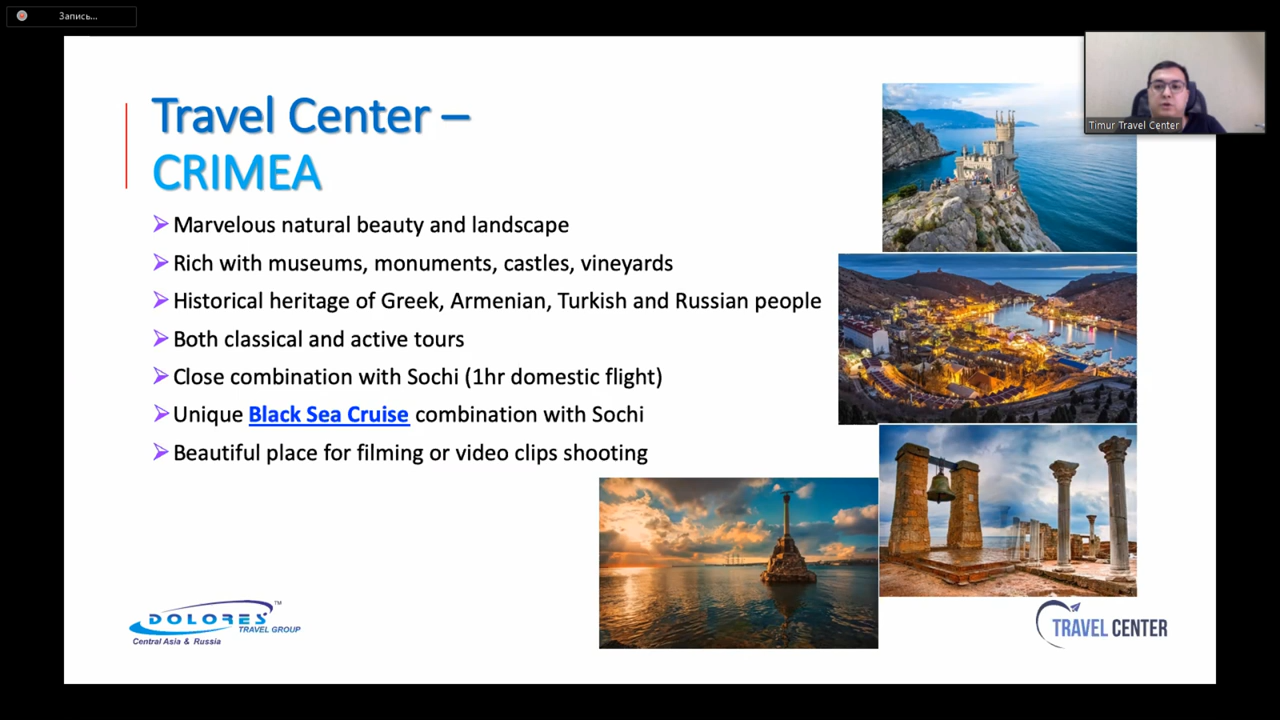 Запись...
Travel Center –
CRIMEA
Marvelous natural beauty and landscape
Rich with museums, monuments, castles, vineyards
Historical heritage of Greek, Armenian, Turkish and Russian people
Both classical and active tours
Close combination with Sochi (1hr domestic flight)
Unique Black Sea Cruise combination with Sochi
Beautiful place for filming or video clips shooting
Timur Travel Center
DOLORES™
TRAVEL GROUP
Central Asia & Russia
TRAVEL CENTER